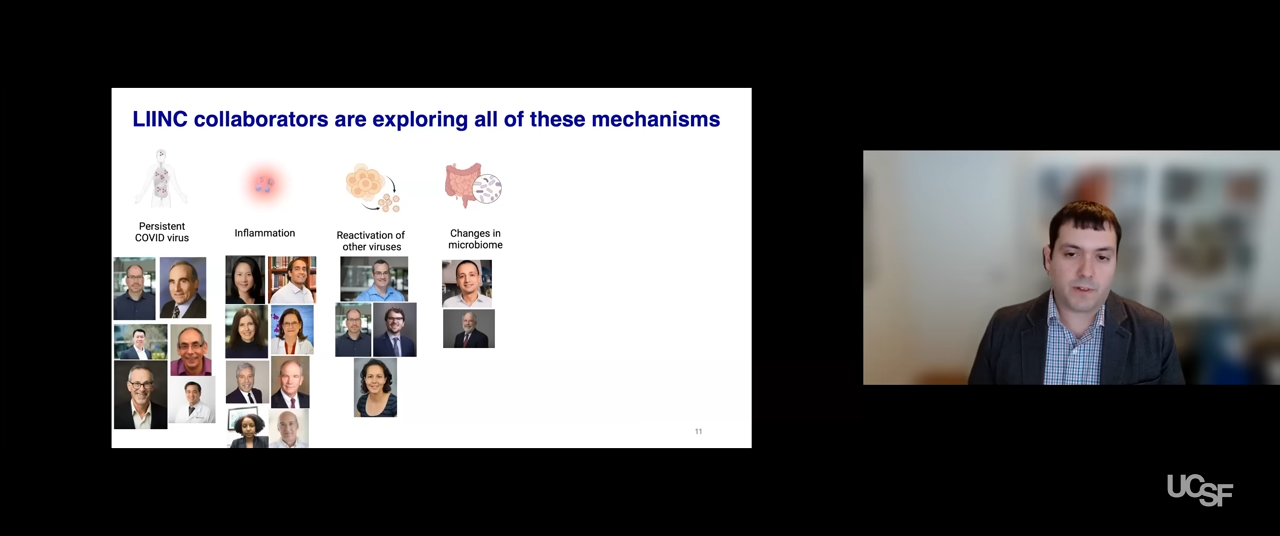 LIINC collaborators are exploring all of these mechanisms
Persistent
COVID virus
Inflammation
Reactivation of
other viruses
Changes in
microbiome
11
UCSF